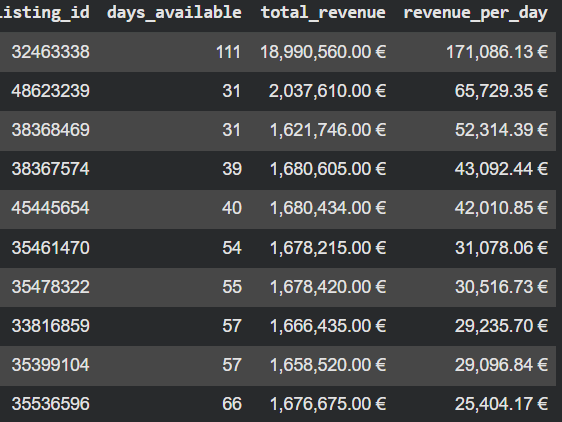 listing_id days_available total_revenue revenue_per_day
32463338 111 18,990,560.00 € 171,086.13 €
48623239 31 2,037,610.00 € 65,729.35 €
38368469 31 1,621,746.00 € 52,314.39 €
38367574 39 1,680,605.00 € 43,092.44 €
45445654 40 1,680,434.00 € 42,010.85 €
35461470 54 1,678,215.00 € 31,078.06 €
35478322 55 1,678,420.00 € 30,516.73 €
33816859 57 1,666,435.00 € 29,235.70 €
35399104 57 1,658,520.00 € 29,096.84 €
35536596 66 1,676,675.00 € 25,404.17 €